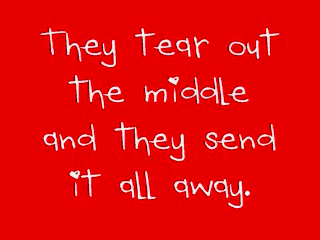 They tear out
the middle
and they send
it all away.